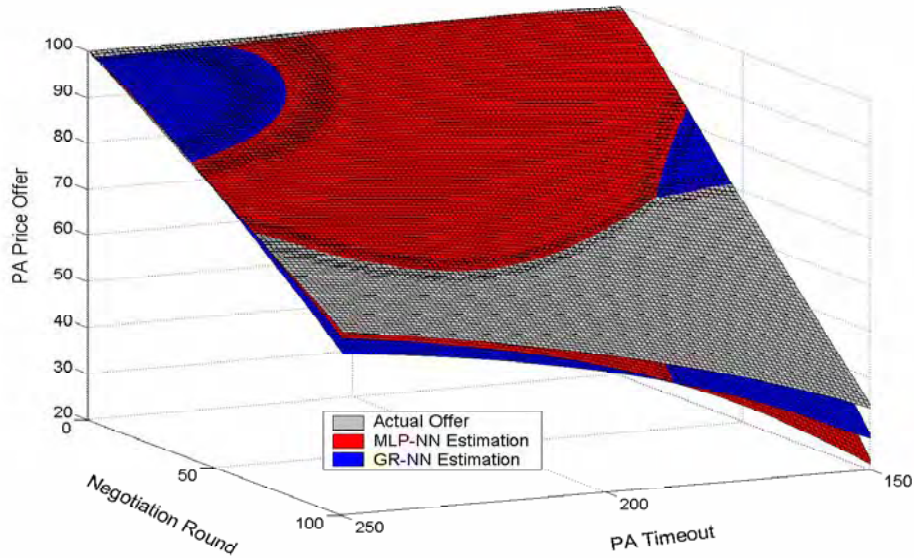 100
90
80
70
60
50
40
30
20
PA Price Offer
0
50
100
Negotiation Round
250
200
150
PA Timeout
Actual Offer
MLP-NN Estimation
GR-NN Estimation